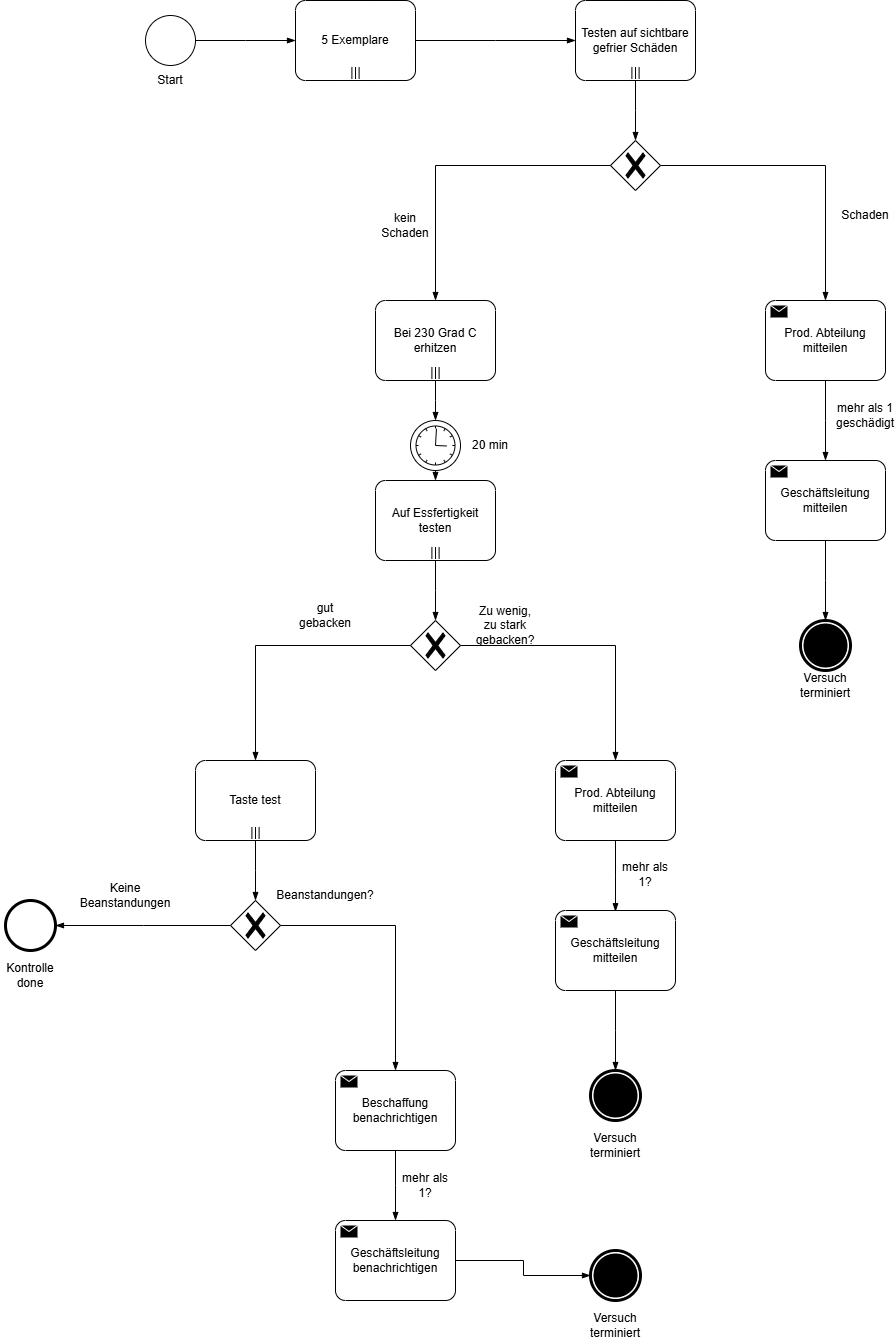 Start
5 Exemplare
Testen auf sichtbare
gefrier Schäden
kein
Schaden
Schaden
Bei 230 Grad C
erhitzen
Prod. Abteilung
mitteilen
mehr als 1
geschädigt
20 min
Geschäftsleitung
mitteilen
Auf Essfertigkeit
testen
gut
gebacken
Zu wenig,
zu stark
gebacken?
Versuch
terminiert
Taste test
Prod. Abteilung
mitteilen
mehr als
1?
Keine
Beanstandungen
Beanstandungen?
Geschäftsleitung
mitteilen
Kontrolle
done
Beschaffung
benachrichtigen
Versuch
terminiert
mehr als
1?
Geschäftsleitung
benachrichtigen
Versuch
terminiert